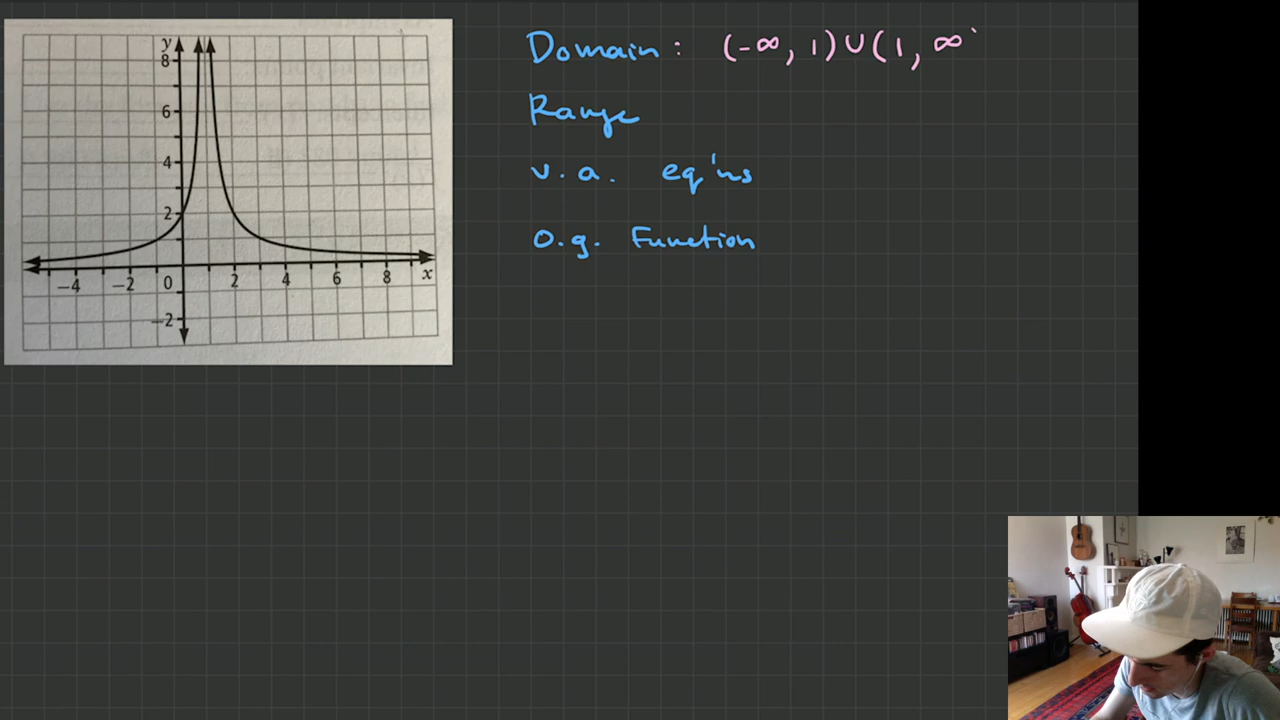 y
8
6
4
2
-4 -2 0 2 4 6 8 x
-2
Domain: (-∞, 1)∪(1, ∞
Range
v.a. eq'ns
o.g. Function